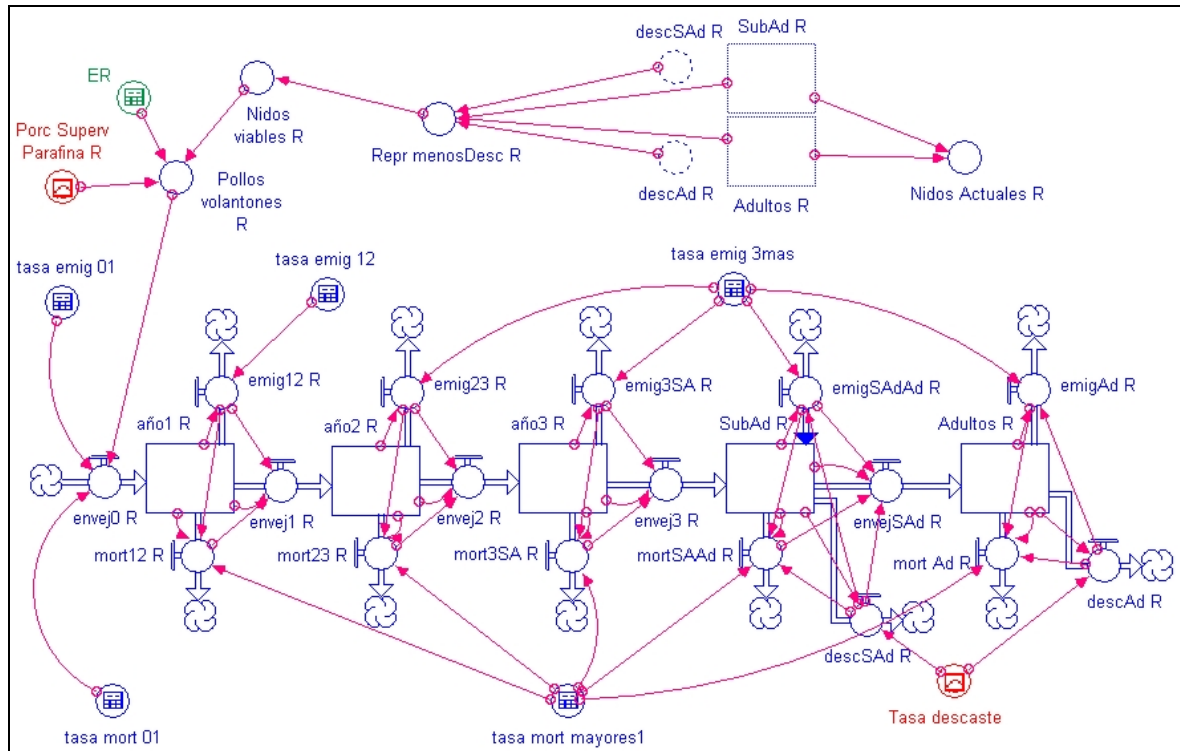 descSAd R
SubAd R
ER
Nidos
viables R
Porc Superv
Parafina R
Repr menosDesc R
Pollos
volantones
R
descAd R
Adultos R
Nidos Actuales R
tasa emig 01
tasa emig 12
tasa emig 3mas
emig12 R
emig23 R
emig3SA R
emigSAdAd R
emigAd R
año1 R
año2 R
año3 R
SubAd R
Adultos R
envej0 R
envej1 R
envej2 R
envej3 R
envejSAd R
mort12 R
mort23 R
mort3SA R
mortSAAd R
mort Ad R
descAd R
descSAd R
tasa mort 01
tasa mort mayores1
Tasa descaste